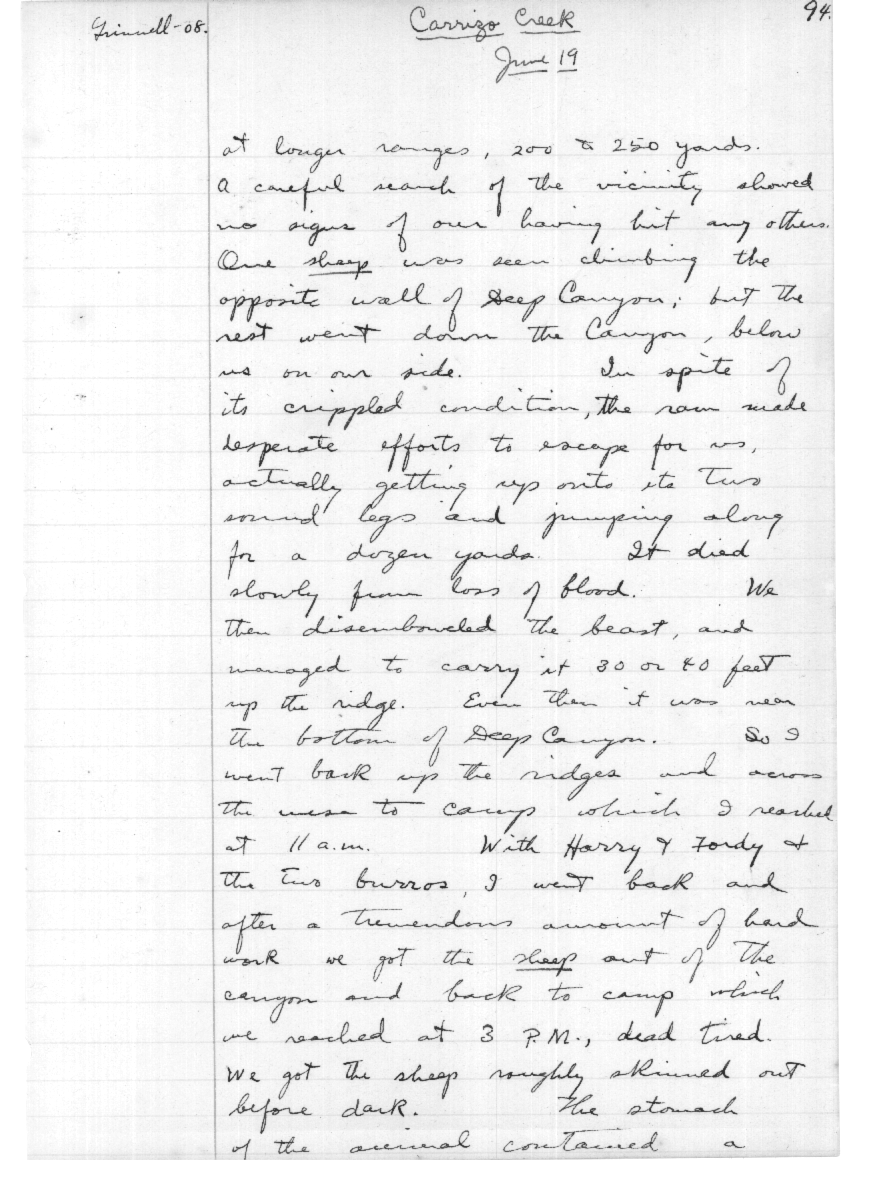 Grinnell-08.
Carrizo Creek
94.
June 19
at longer ranges, 200 to 250 yards.
A careful search of the vicinity showed
no signs of our having hit any others.
One sheep was seen climbing the
opposite wall of Deep Canyon; but the
rest went down the Canyon, below
us on our side. In spite of
its crippled condition, the ram made
desperate efforts to escape for us,
actually getting up onto its two
sound legs and jumping along
for a dozen yards. It died
slowly from loss of blood. We
then disemboweled the beast, and
managed to carry it 30 or 40 feet
up the ridge. Even then it was near
the bottom of Deep Canyon. So I
went back up the ridges and across
the mesa to camp which I reached
at 11 a.m. With Harry & Fordy &
the two burros, I went back and
after a tremendous amount of hard
work we got the sheep out of the
canyon and back to camp which
we reached at 3 P.M., dead tired.
We got the sheep roughly skinned out
before dark. The stomach
of the animal contained a